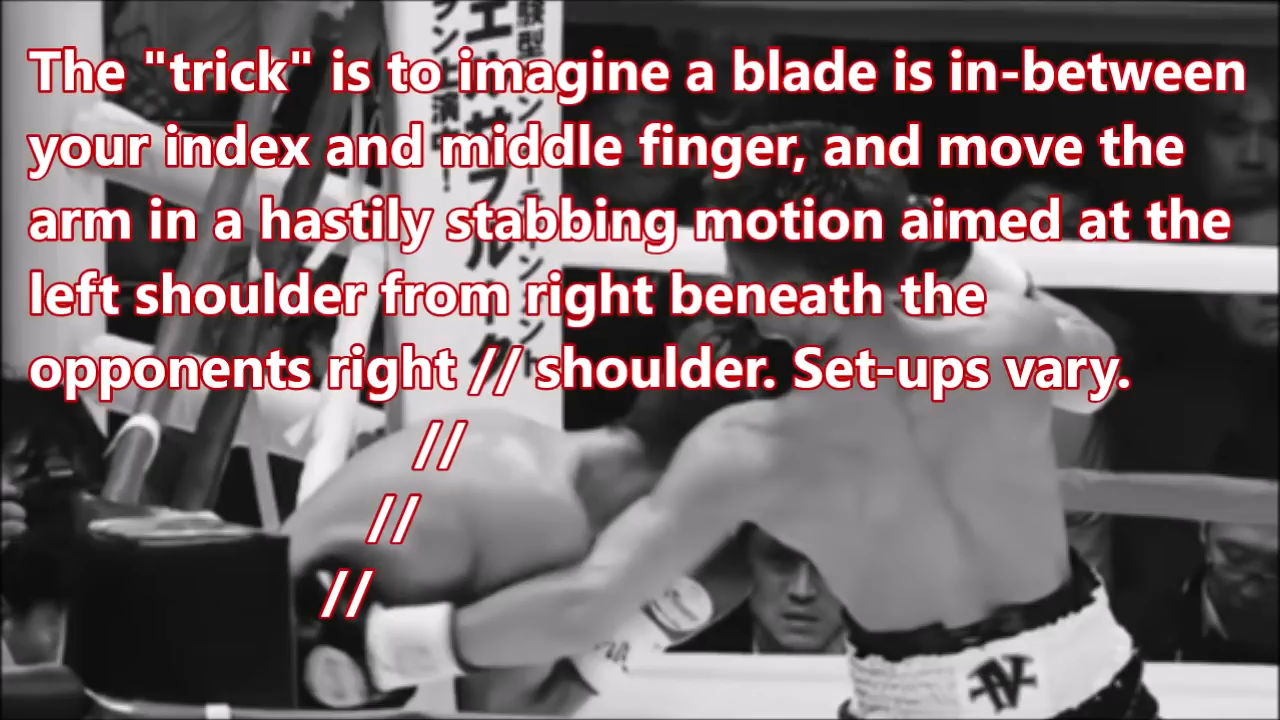 The "trick" is to imagine a blade is in-between
your index and middle finger, and move the
arm in a hastily stabbing motion aimed at the
left shoulder from right beneath the
opponents right // shoulder. Set-ups vary.
//
//
//